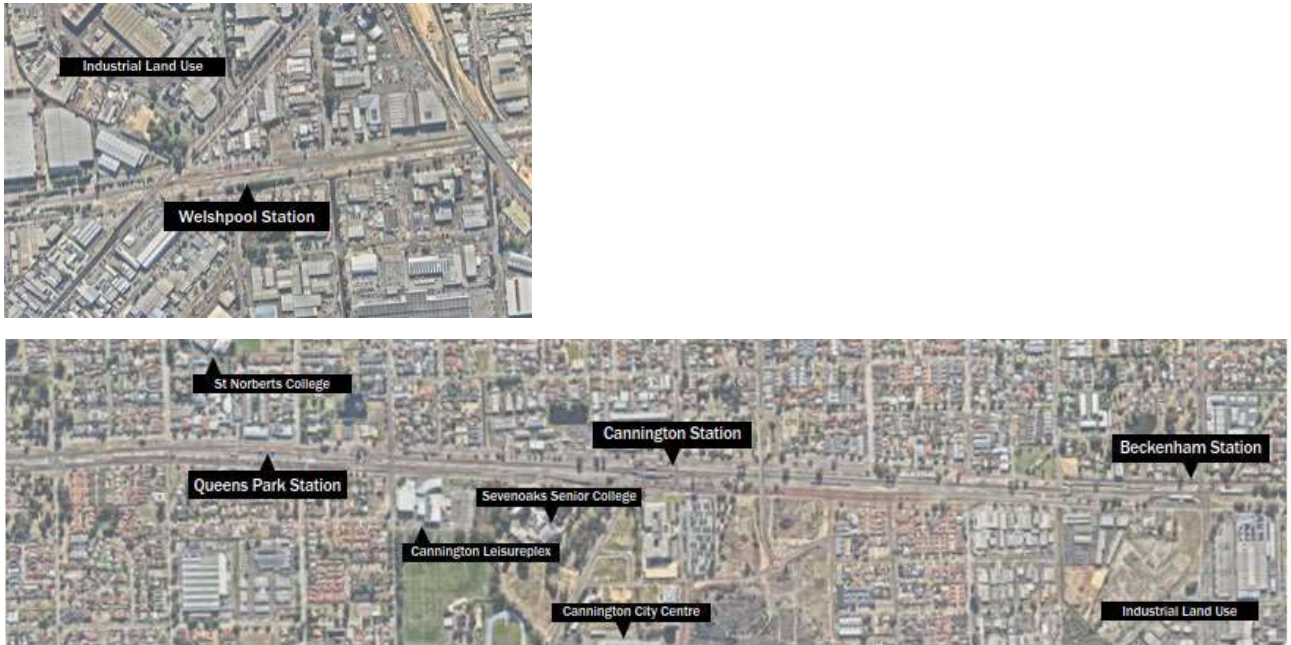 Industrial Land Use
Welshpool Station
St Norberts College
Cannington Station
Beckenham Station
Queens Park Station
Sevenoaks Senior College
Cannington Leisureplex
Cannington City Centre
Industrial Land Use